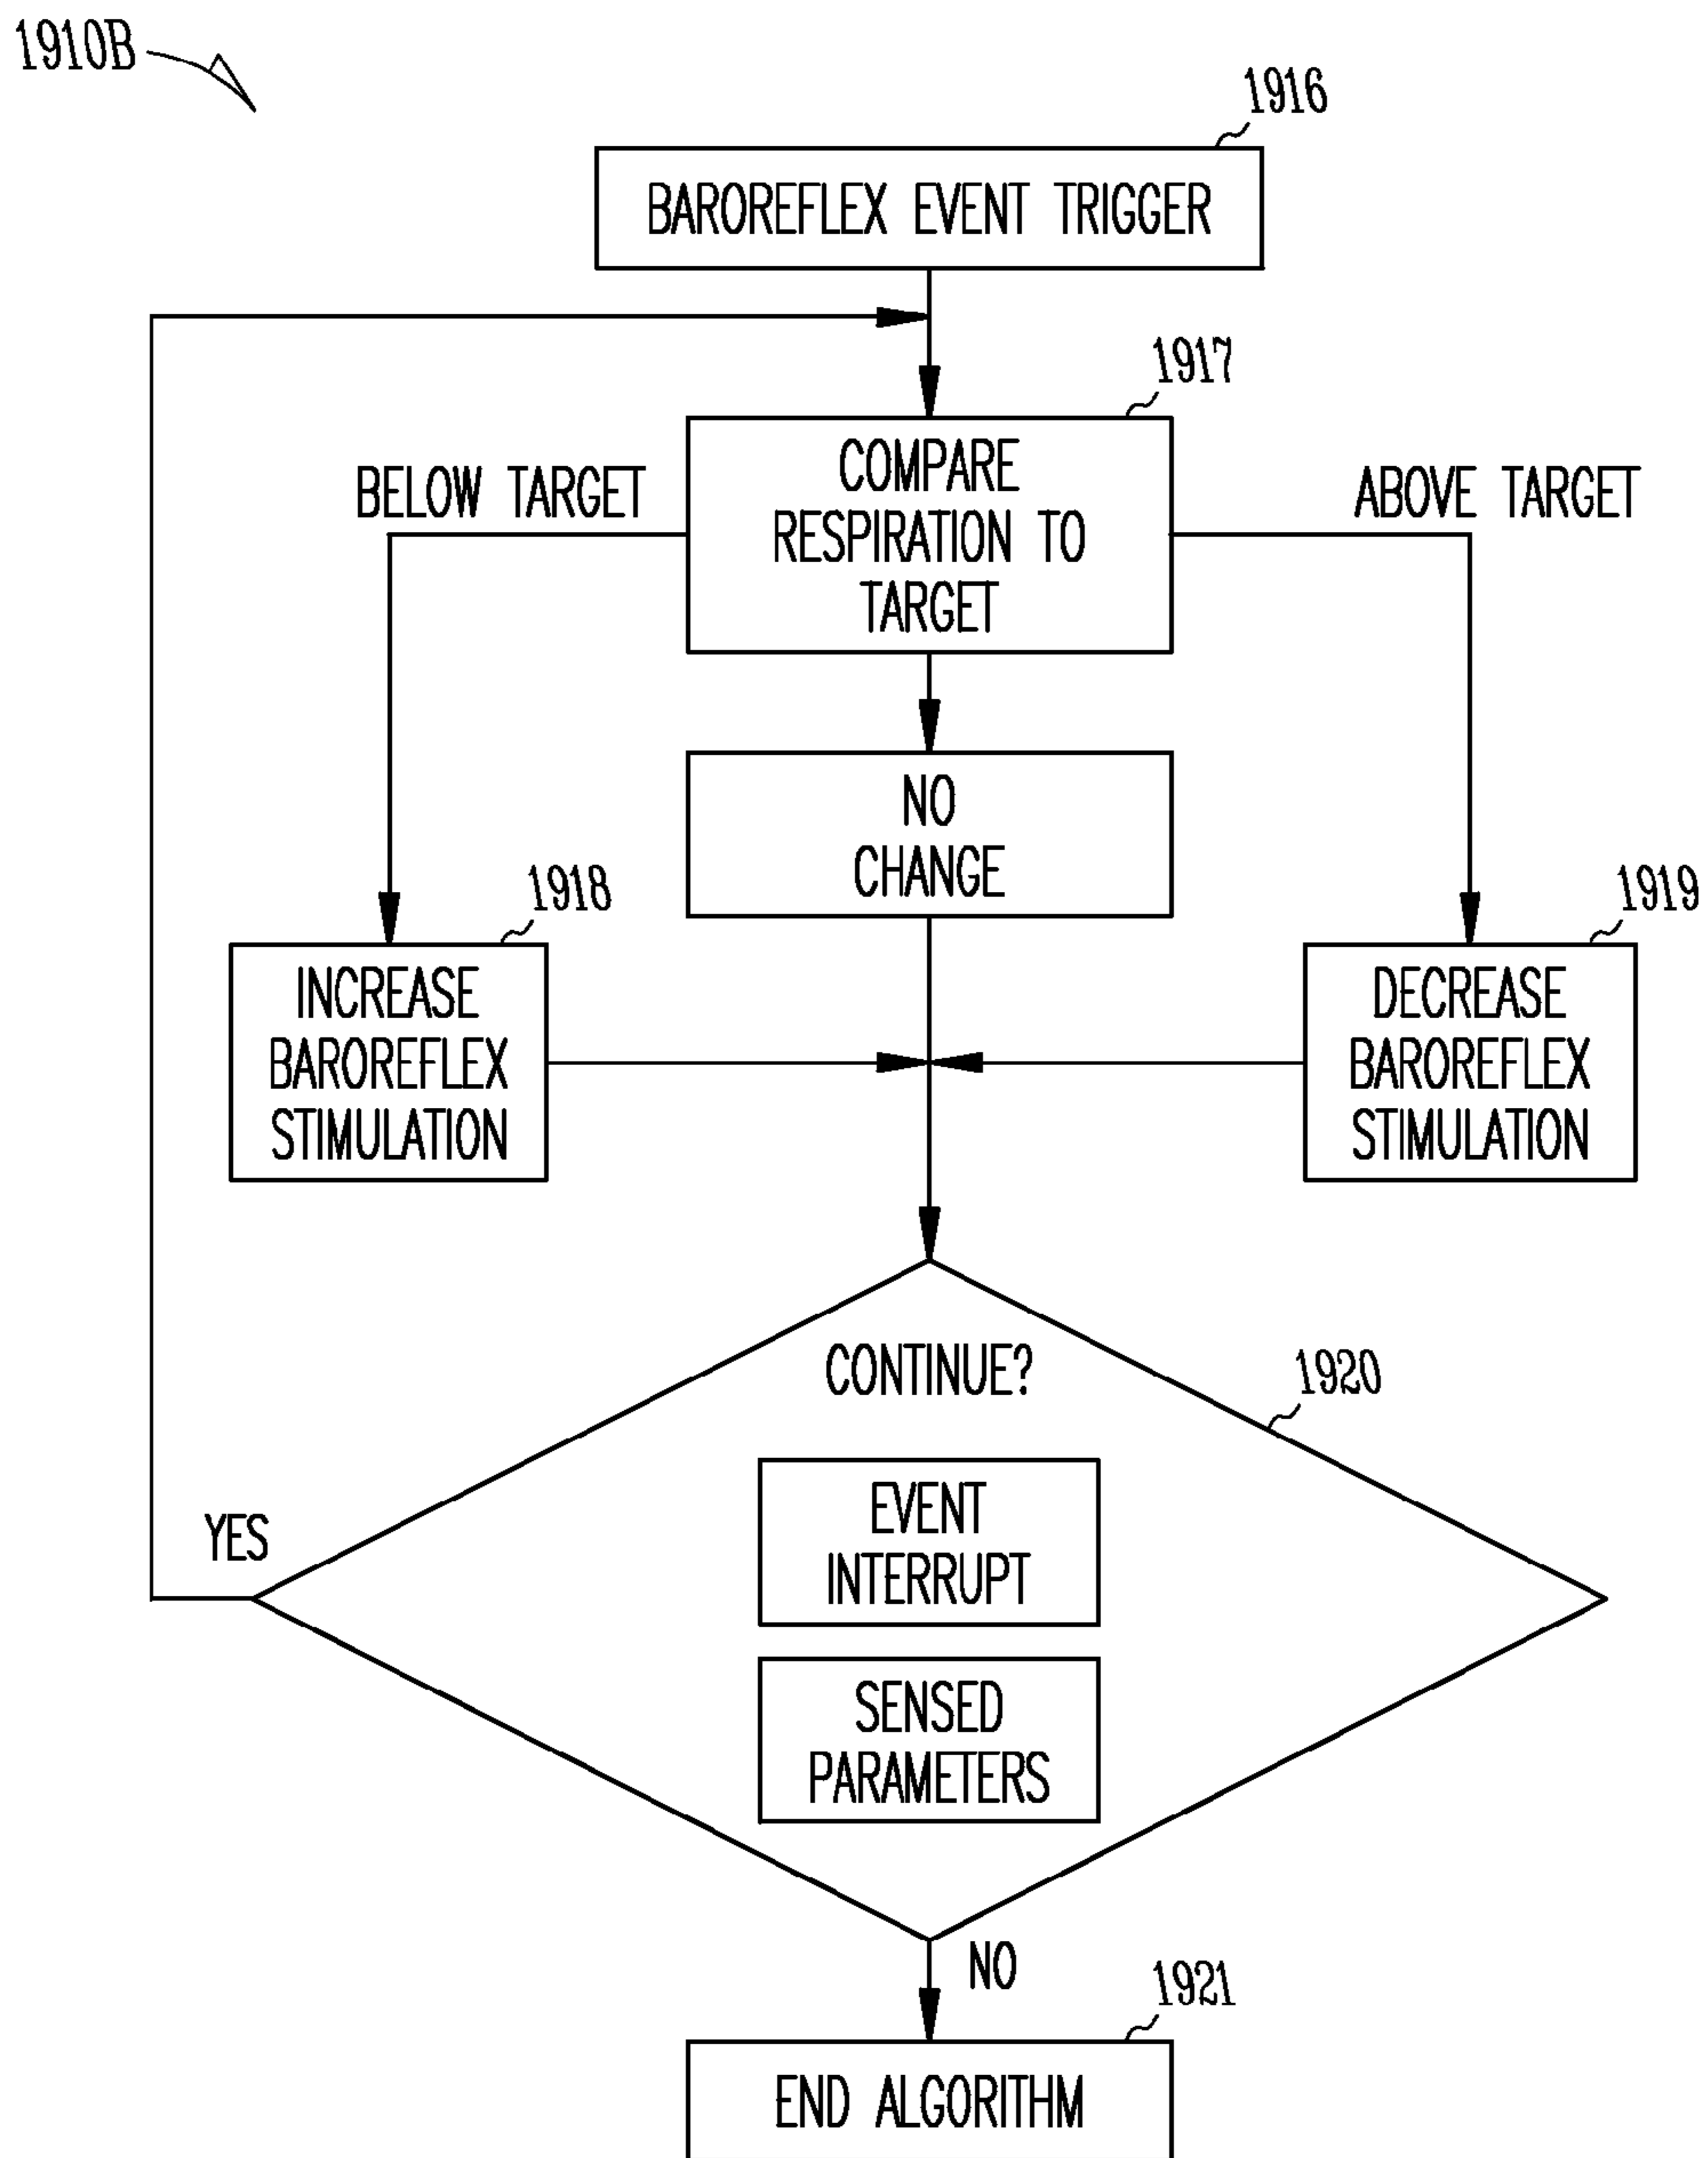 1910B
1916
BAROREFLEX EVENT TRIGGER
1917
COMPARE
RESPIRATION TO
TARGET
BELOW TARGET
ABOVE TARGET
NO
CHANGE
1918
INCREASE
BAROREFLEX
STIMULATION
1919
DECREASE
BAROREFLEX
STIMULATION
CONTINUE?
1920
EVENT
INTERRUPT
YES
SENSED
PARAMETERS
NO
1921
END ALGORITHM